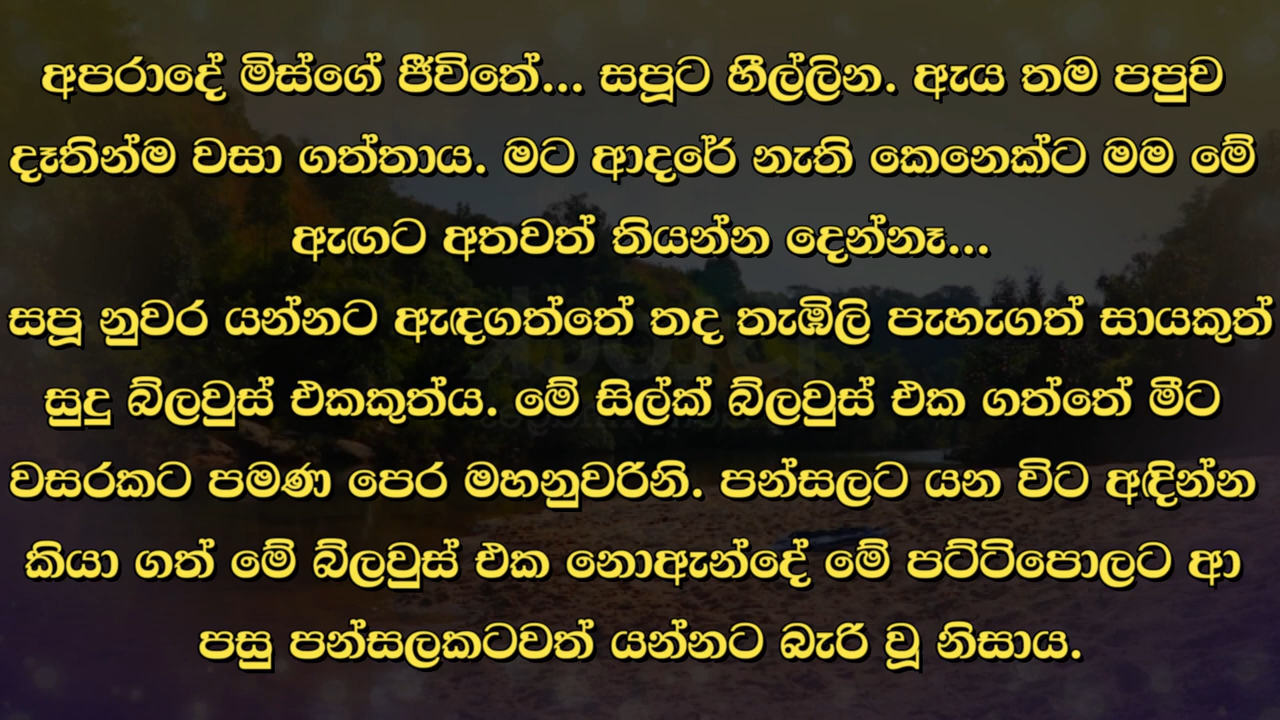 අපරාදේ මිස්ගේ ජීවිතේ... සපූට හීල්ලින. ඇය තම පපුව
දෑතින්ම වසා ගත්තාය. මට ආදරේ නැති කෙනෙක්ට මම මේ
ඇඟට අතවත් තියන්න දෙන්නෑ...
සපූ නුවර යන්නට ඇඳගත්තේ තද තැඹිලි පැහැගත් සායකුත්
සුදු බ්ලවුස් එකකුත්ය. මේ සිල්ක් බ්ලවුස් එක ගත්තේ මීට
වසරකට පමණ පෙර මහනුවරිනි. පන්සලට යන විට අඳින්න
කියා ගත් මේ බ්ලවුස් එක නොඇන්දේ මේ පට්ටිපොලට ආ
පසු පන්සලකටවත් යන්නට බැරි වූ නිසාය.